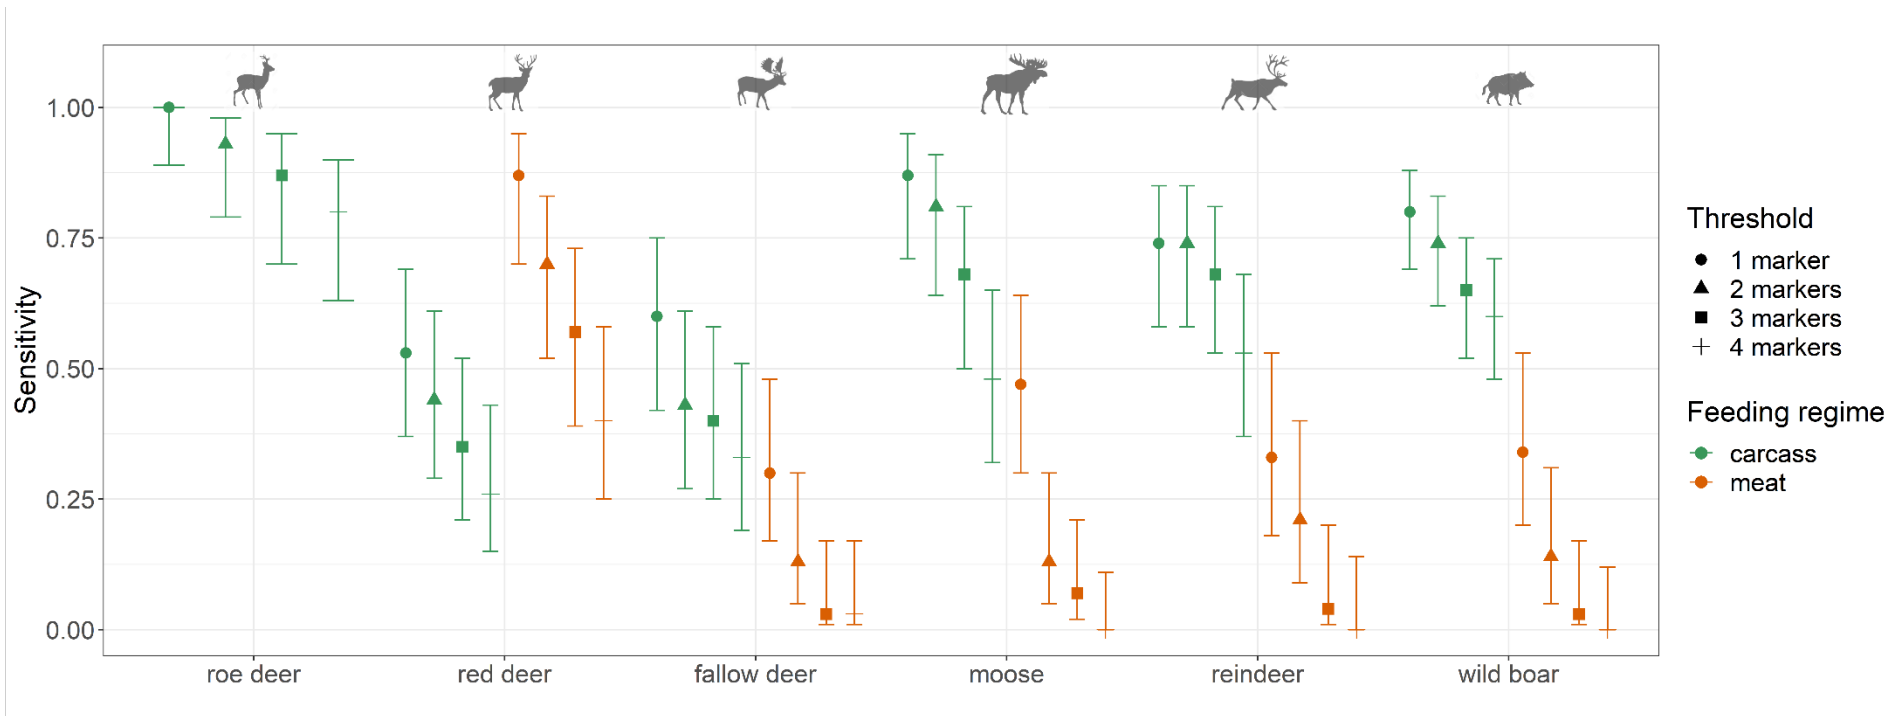 1.00
0.75
0.50
0.25
0.00
Sensitivity
roe deer
red deer
fallow deer
moose
reindeer
wild boar
Threshold
1 marker
2 markers
3 markers
4 markers
Feeding regime
carcass
meat